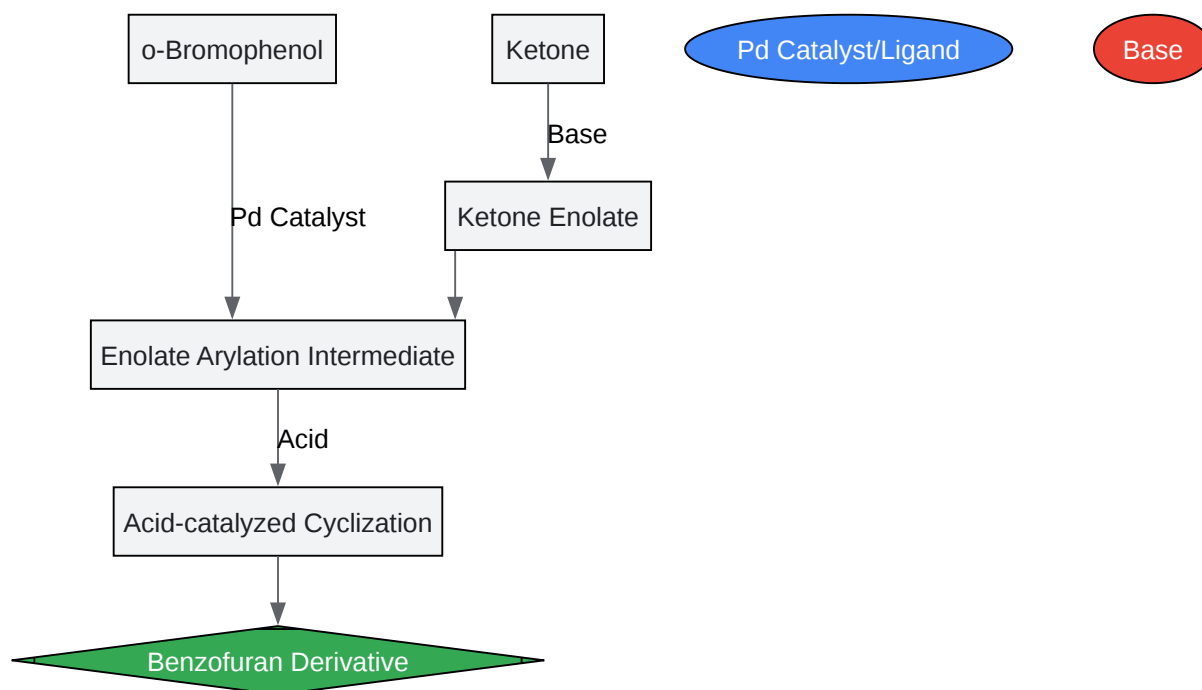 o-Bromophenol
Ketone
Pd Catalyst/Ligand
Base
Base
Pd Catalyst
Ketone Enolate
Enolate Arylation Intermediate
Acid
Acid-catalyzed Cyclization
Benzofuran Derivative